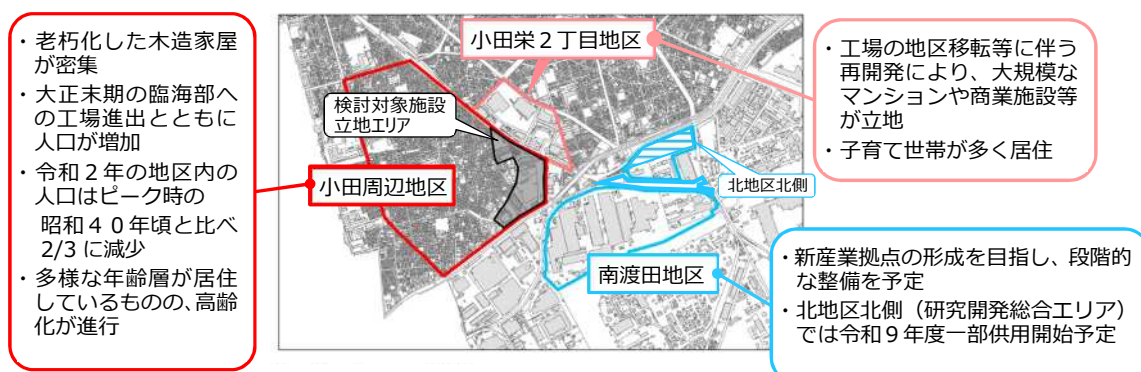 ・老朽化した木造家屋
が密集
・大正末期の臨海部へ
の工場進出とともに
人口が増加
・令和２年の地区内の
人口はピーク時の
昭和４０年頃と比べ
2/3 に減少
・多様な年齢層が居住
しているものの、高齢
化が進行
小田栄２丁目地区
検討対象施設
立地エリア
小田周辺地区
北地区北側
南渡田地区
・工場の地区移転等に伴う
再開発により、大規模な
マンションや商業施設等
が立地
・子育て世帯が多く居住
・新産業拠点の形成を目指し、段階的
な整備を予定
・北地区北側（研究開発総合エリア）
では令和９年度一部供用開始予定